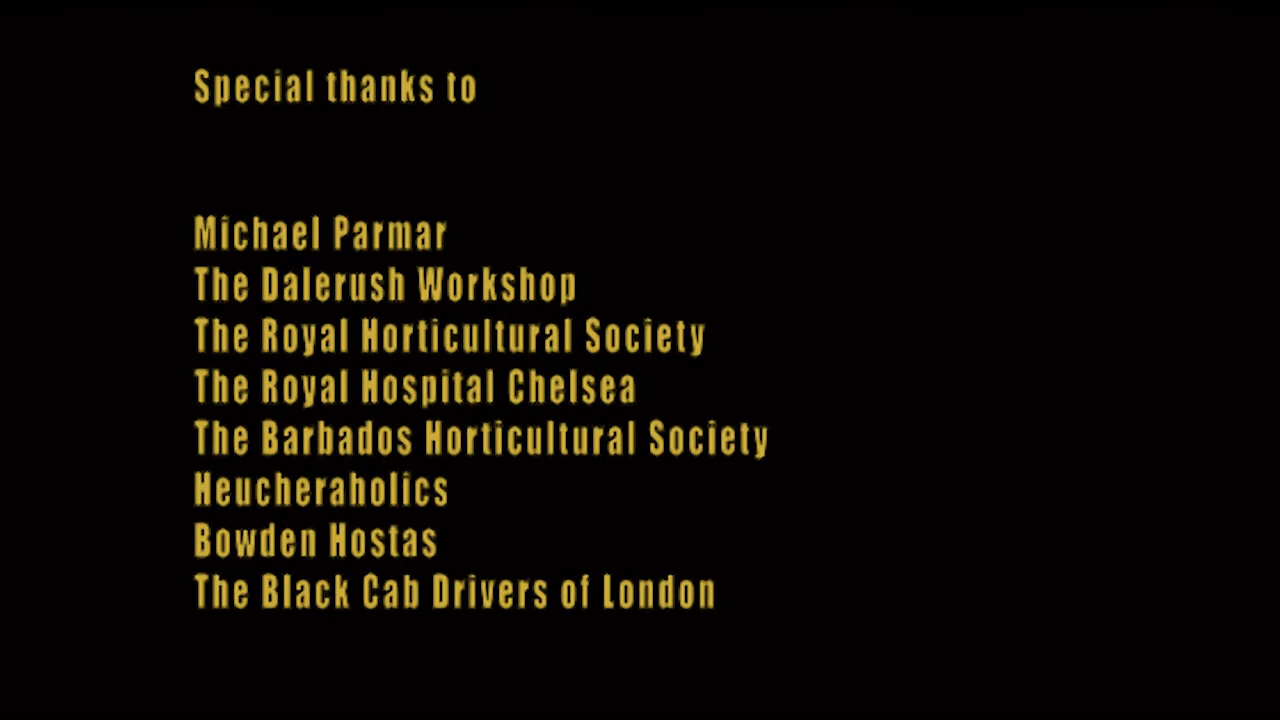 Special thanks to
Michael Parmar
The Dalerush Workshop
The Royal Horticultural Society
The Royal Hospital Chelsea
The Barbados Horticultural Society
Heucheraholics
Bowden Hostas
The Black Cab Drivers of London